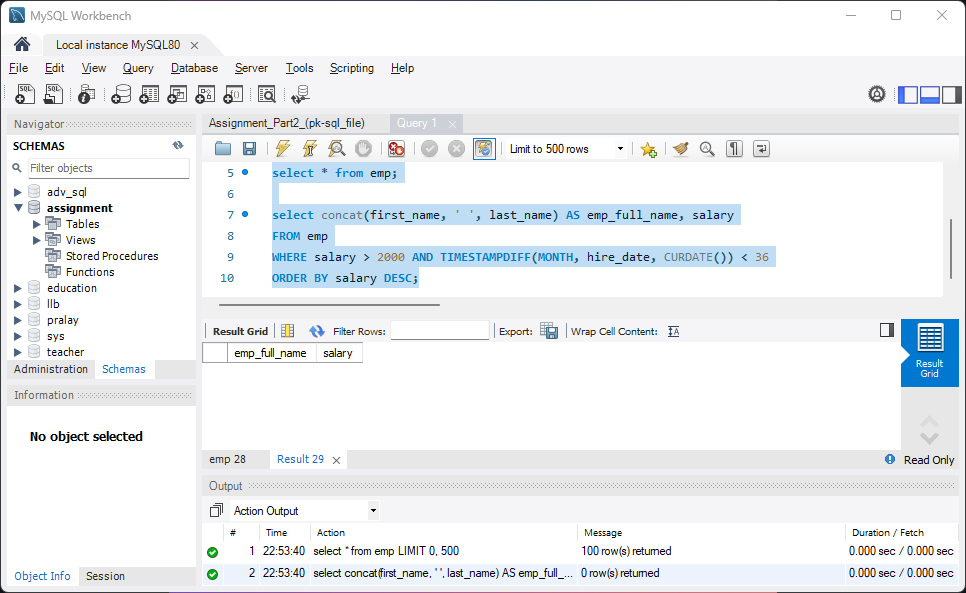 MySQL Workbench
Local instance MySQL80
File Edit View Query Database Server Tools Scripting Help
Navigator
SCHEMAS
Filter objects
adv_sql
assignment
Tables
Views
Stored Procedures
Functions
education
llb
pralay
sys
teacher
Administration Schemas
Information
No object selected
Object Info Session
Assignment_Part2_(pk-sql_file) Query 1
Limit to 500 rows
5 select * from emp;
6
7 select concat(first_name, ' ', last_name) AS emp_full_name, salary
8 FROM emp
9 WHERE salary > 2000 AND TIMESTAMPDIFF(MONTH, hire_date, CURDATE()) < 36
10 ORDER BY salary DESC;
Result Grid Filter Rows: Export: Wrap Cell Content:
emp_full_name salary
Result Grid
emp 28 Result 29 Read Only
Output
Action Output
# Time Action Message Duration / Fetch
1 22:53:40 select * from emp LIMIT 0, 500 100 row(s) returned 0.000 sec / 0.000 sec
2 22:53:40 select concat(first_name, ' ', last_name) AS emp_full_... 0 row(s) returned 0.000 sec / 0.000 sec